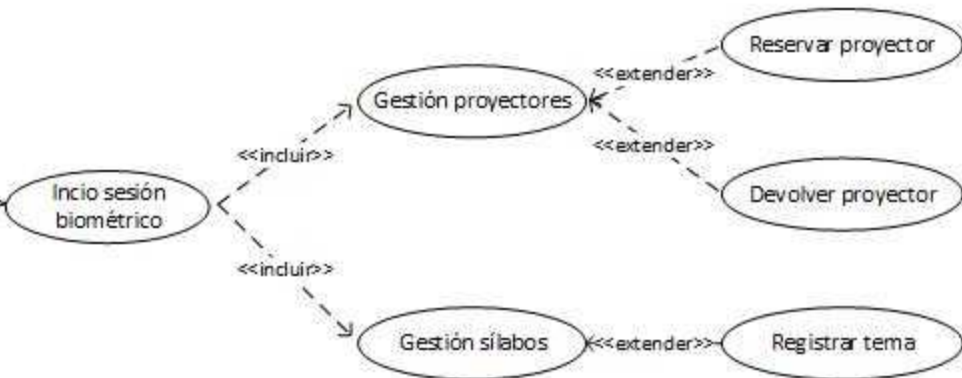 Reservar proyector
<<extender>>
Gestión proyectores
<<extender>>
<<incluir>>
Incio sesión
biométrico
Devolver proyector
<<incluir>>
Gestión sílabos
<<extender>>
Registrar tema